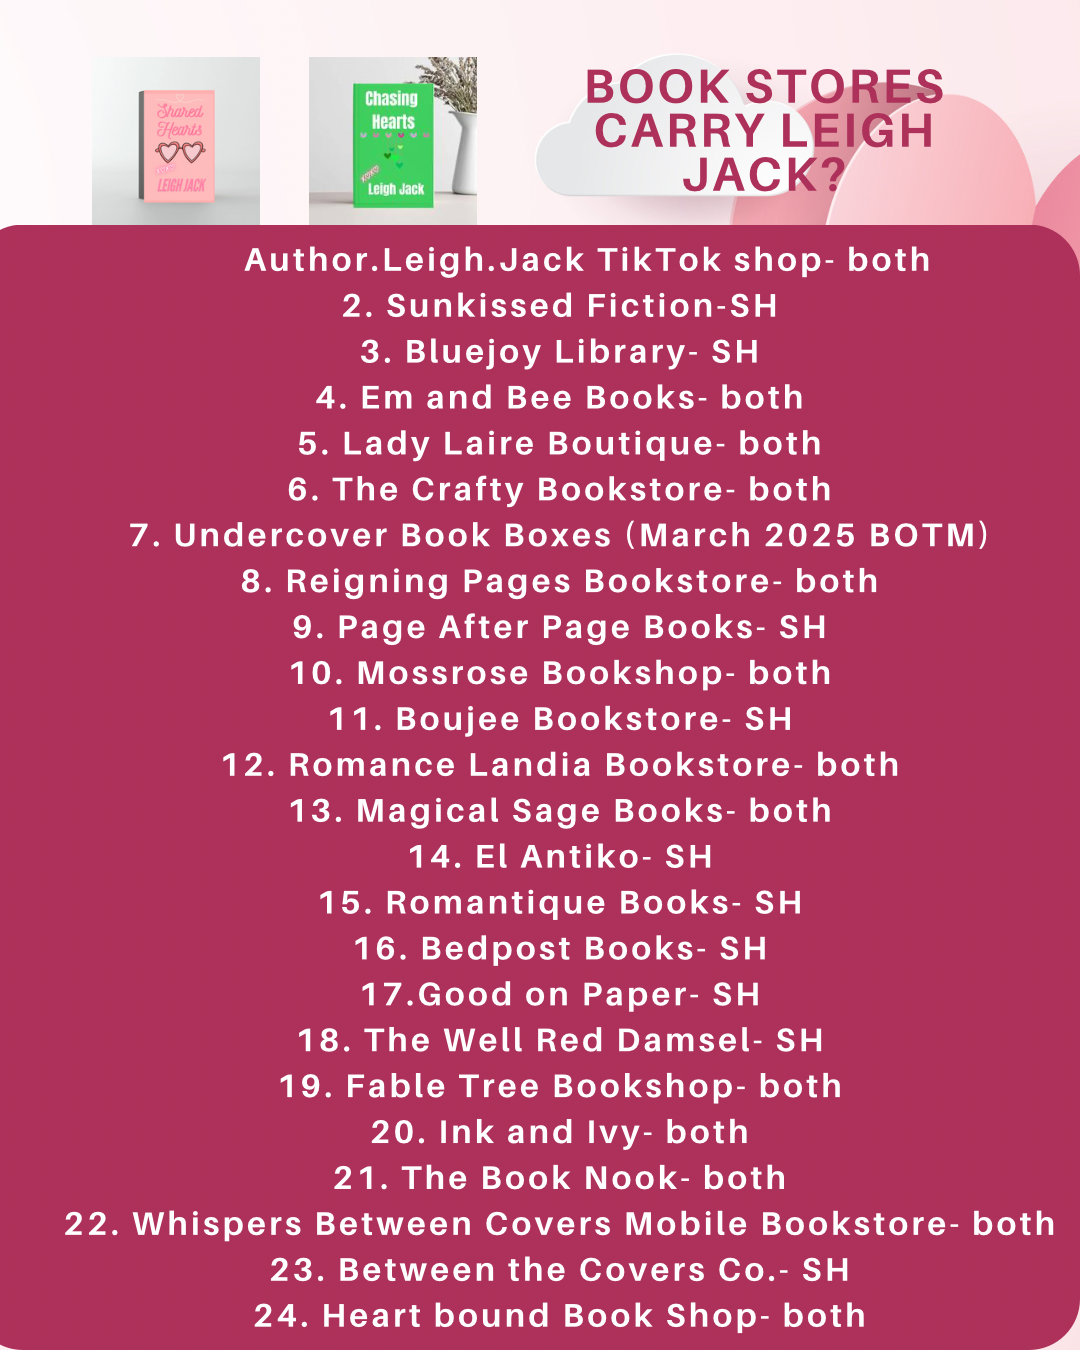 Shared
Hearts
LEIGH JACK
Chasing
Hearts
Leigh Jack
BOOK STORES
CARRY LEIGH
JACK?
Author.Leigh.Jack TikTok shop- both
2. Sunkissed Fiction-SH
3. Bluejoy Library- SH
4. Em and Bee Books- both
5. Lady Laire Boutique- both
6. The Crafty Bookstore- both
7. Undercover Book Boxes (March 2025 BOTM)
8. Reigning Pages Bookstore- both
9. Page After Page Books- SH
10. Mossrose Bookshop- both
11. Boujee Bookstore- SH
12. Romance Landia Bookstore- both
13. Magical Sage Books- both
14. El Antiko- SH
15. Romantique Books- SH
16. Bedpost Books- SH
17.Good on Paper- SH
18. The Well Red Damsel- SH
19. Fable Tree Bookshop- both
20. Ink and Ivy- both
21. The Book Nook- both
22. Whispers Between Covers Mobile Bookstore- both
23. Between the Covers Co.- SH
24. Heart bound Book Shop- both